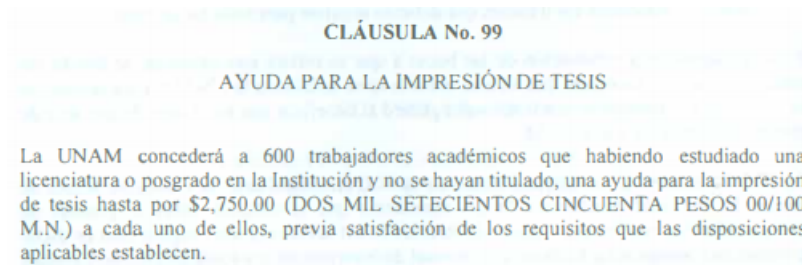 CLÁUSULA No. 99
AYUDA PARA LA IMPRESIÓN DE TESIS
La UNAM concederá a 600 trabajadores académicos que habiendo estudiado una
licenciatura o posgrado en la Institución y no se hayan titulado, una ayuda para la impresión
de tesis hasta por $2,750.00 (DOS MIL SETECIENTOS CINCUENTA PESOS 00/100
M.N.) a cada uno de ellos, previa satisfacción de los requisitos que las disposiciones
aplicables establecen.